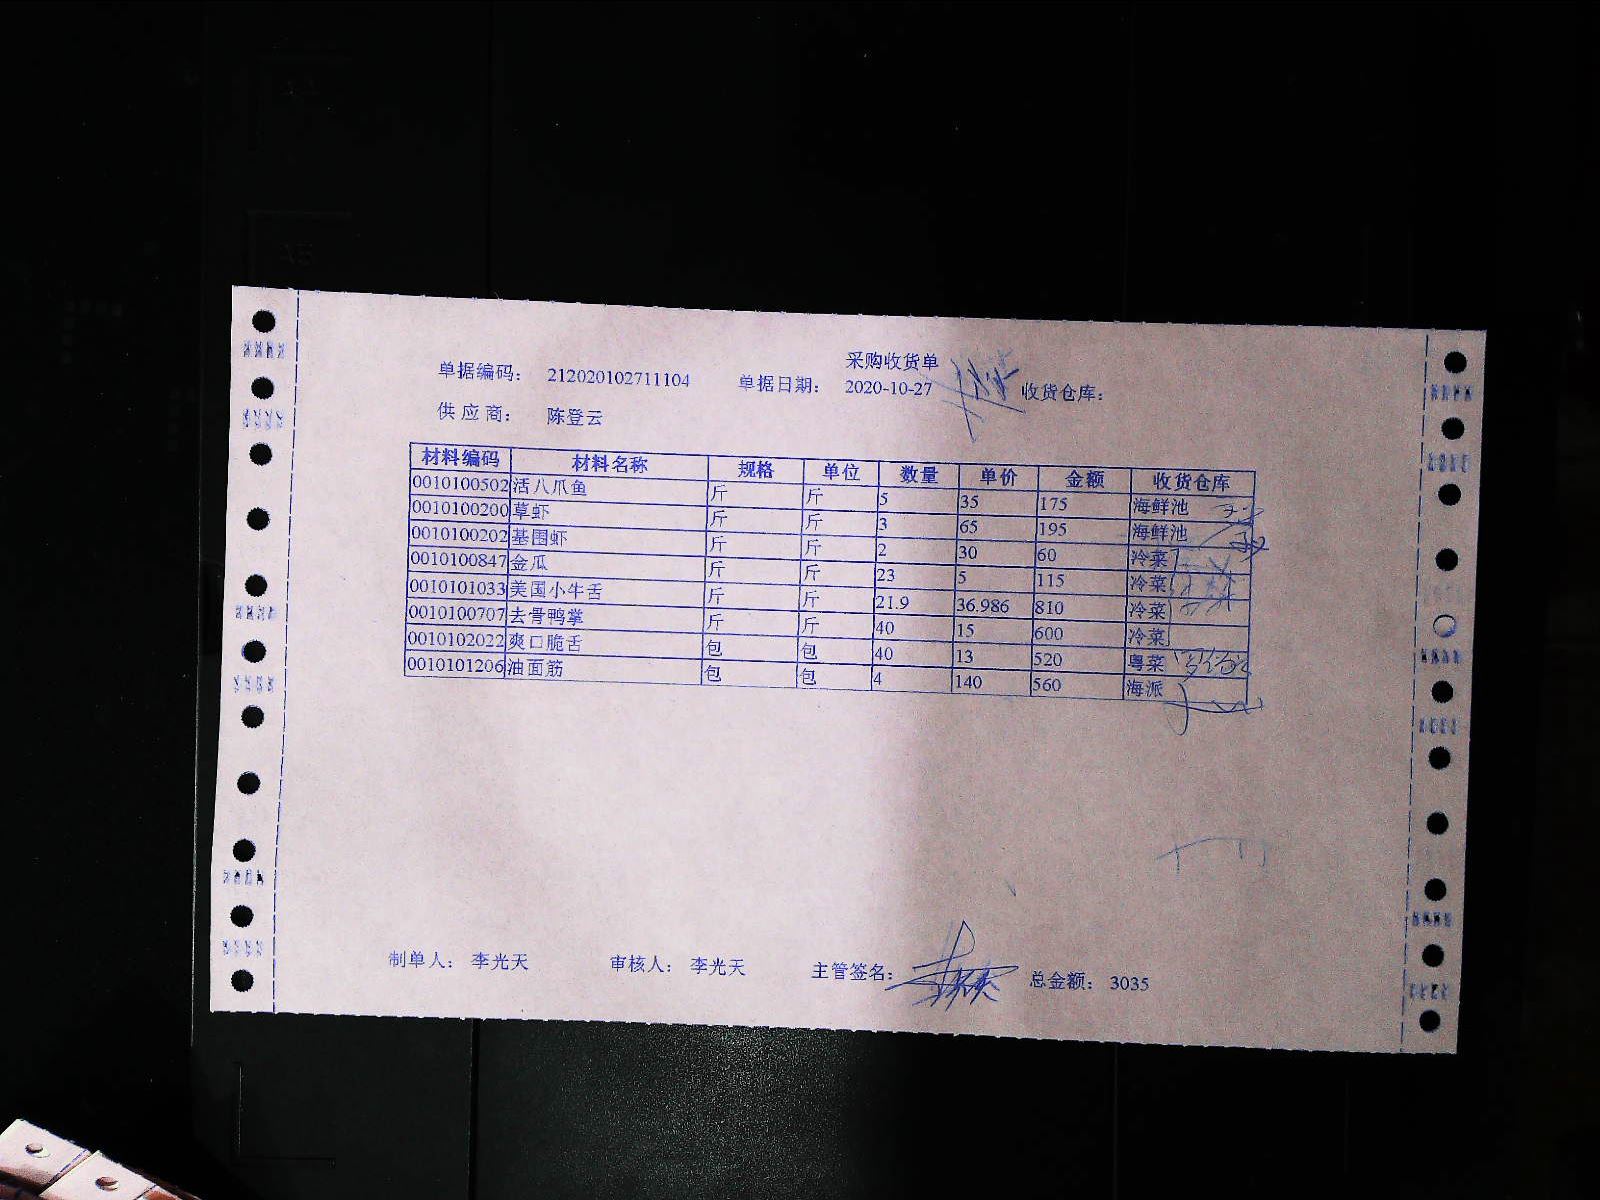 采购收货单
单据编码: 212020102711104 单据日期: 2020-10-27 收货仓库:
供应商: 陈登云
材料编码 材料名称 规格 单位 数量 单价 金额 收货仓库
0010100502 活八爪鱼 斤 斤 5 35 175 海鲜池
0010100200 草虾 斤 斤 3 65 195 海鲜池
0010100202 基围虾 斤 斤 2 30 60 冷菜
0010100847 金瓜 斤 斤 23 5 115 冷菜
0010101033 美国小牛舌 斤 斤 21.9 36.986 810 冷菜
0010100707 去骨鸭掌 斤 斤 40 15 600 冷菜
0010102022 爽口脆舌 包 包 40 13 520 粤菜
0010101206 油面筋 包 包 4 140 560 海派
制单人: 李光天 审核人: 李光天 主管签名: 总金额: 3035